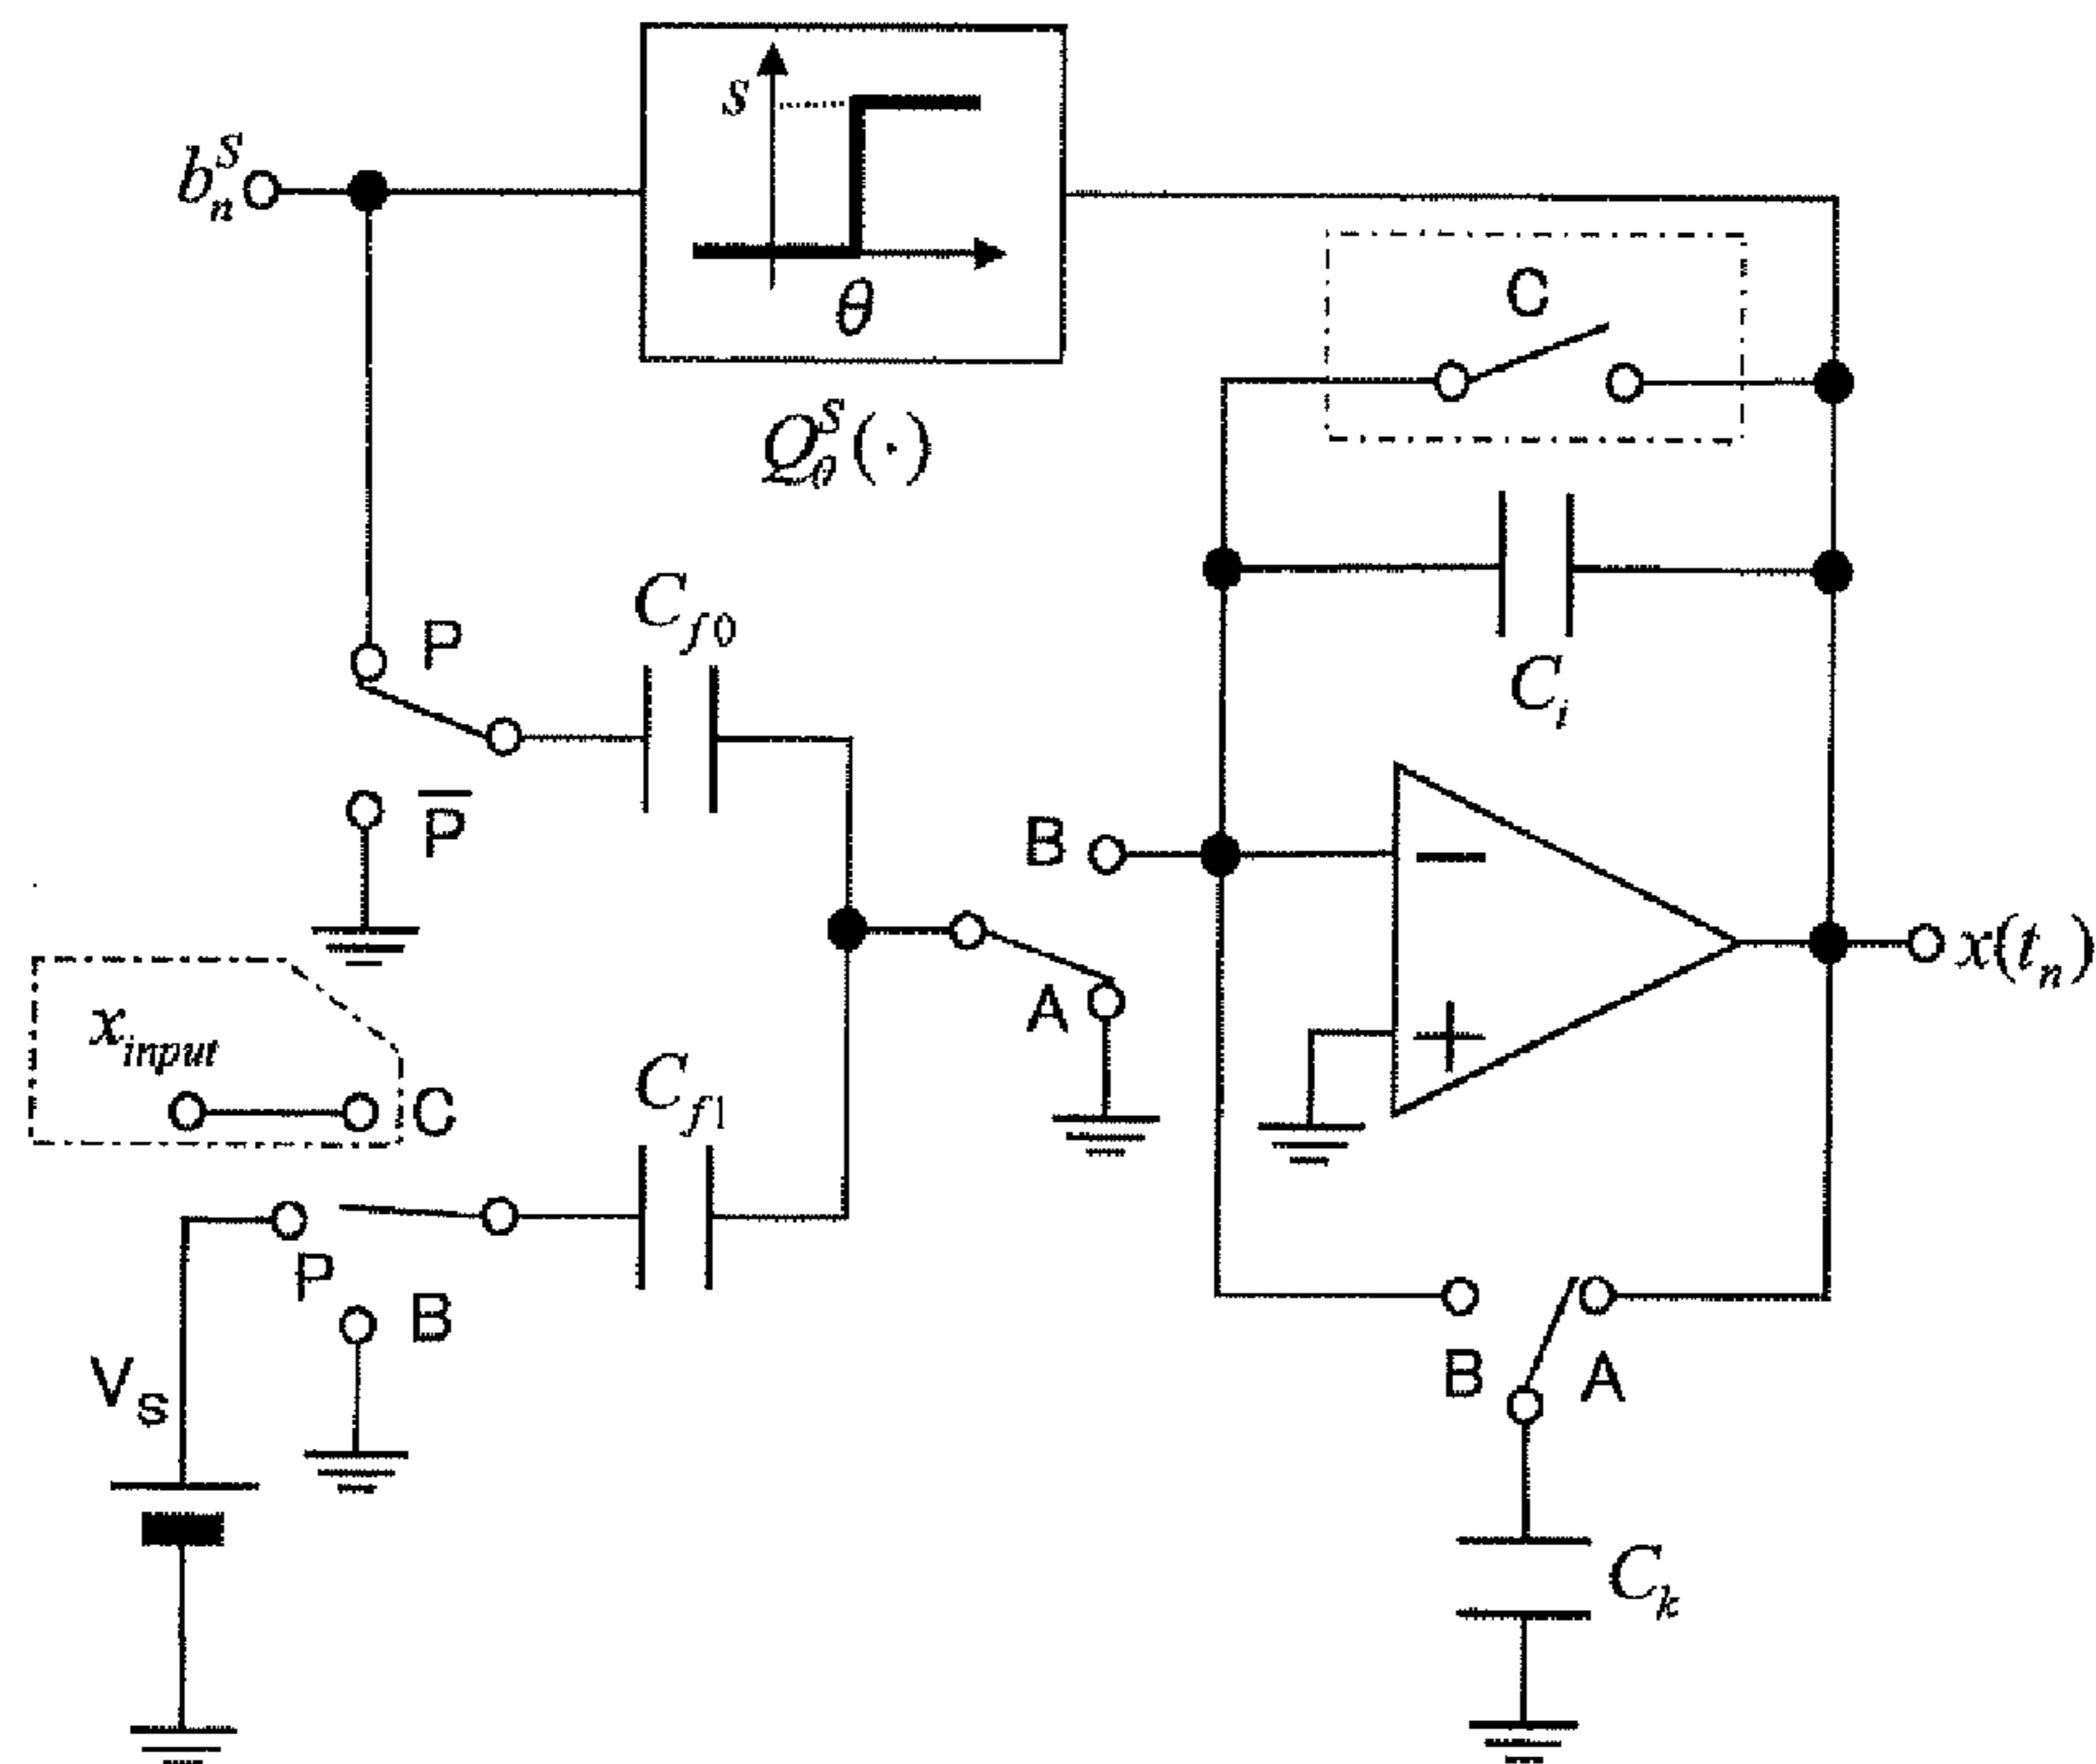 s
b_n^S
θ
Q_θ^S(·)
C
C_{f0}
C_i
P
P̅
B
A
x(t_n)
x_{input}
C
C_{f1}
P
B
V_S
B
A
C_k
−
+